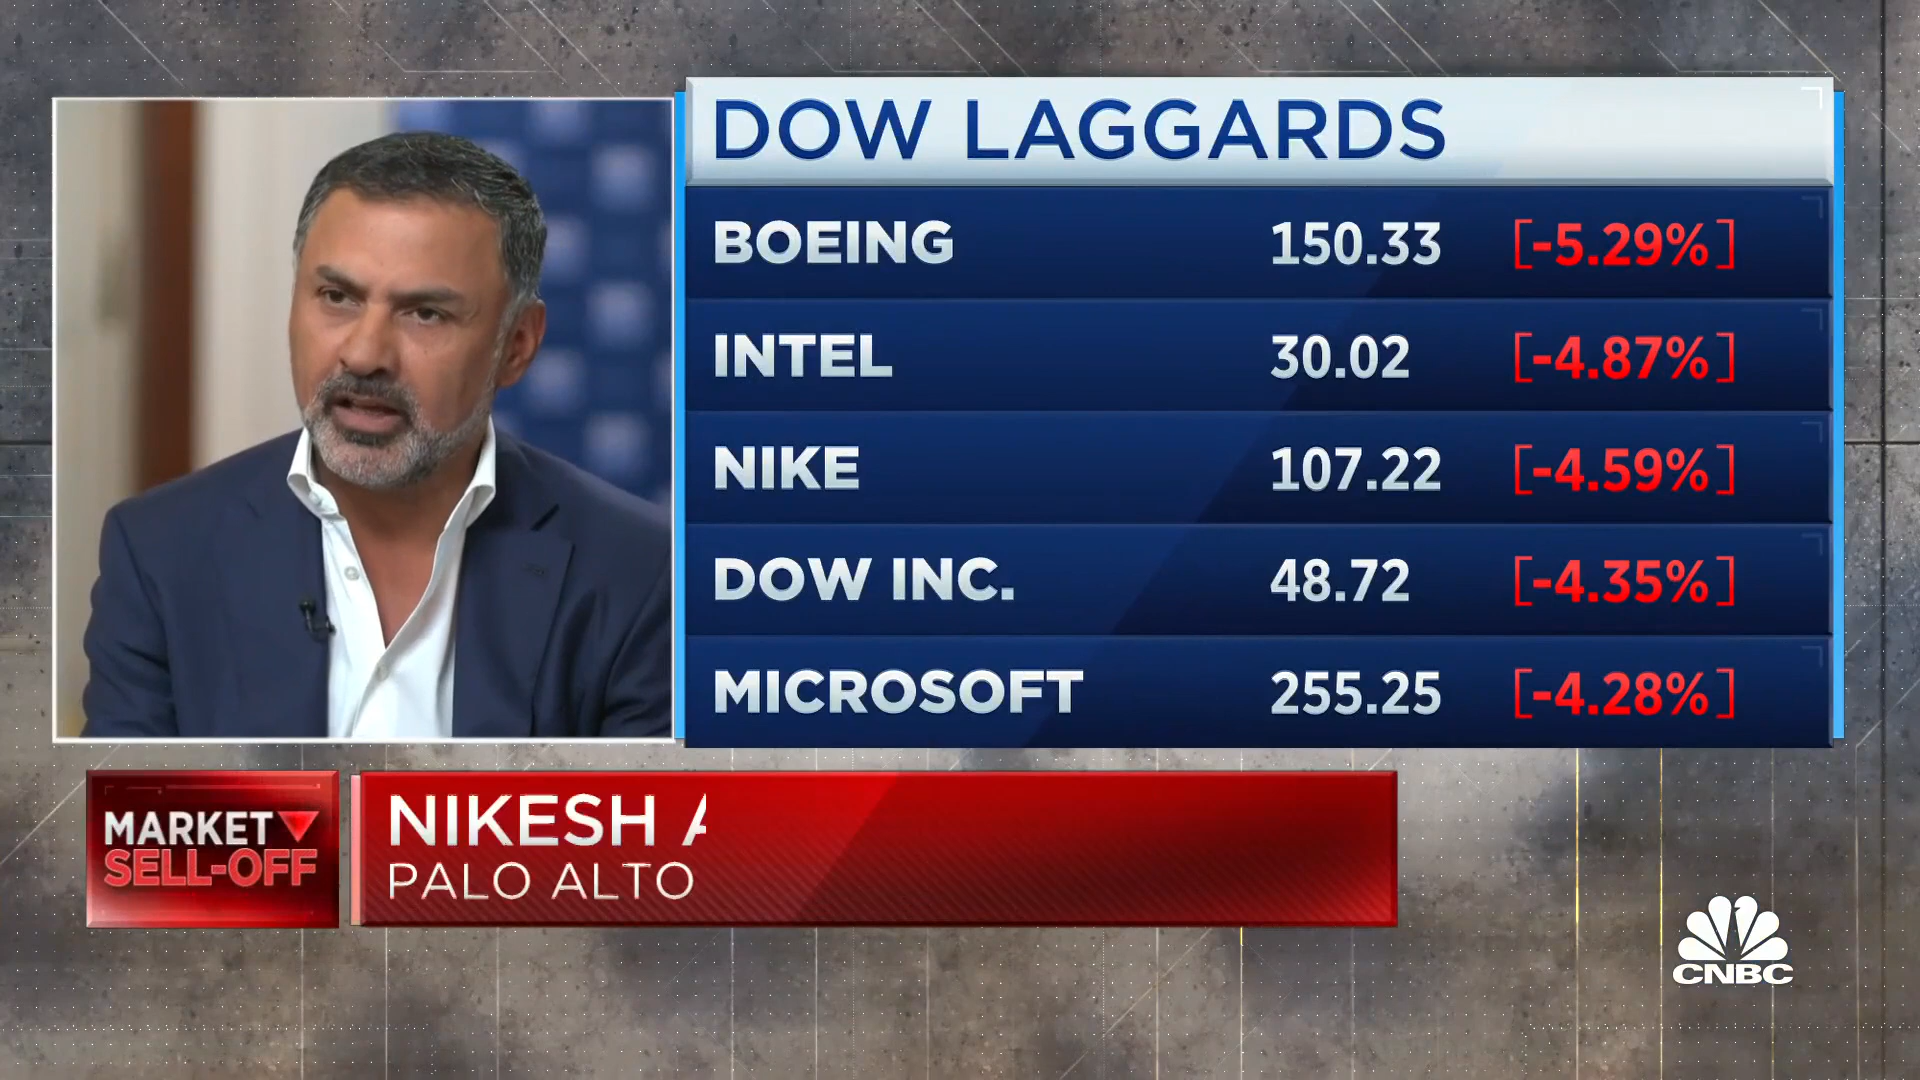 DOW LAGGARDS
BOEING 150.33 [-5.29%]
INTEL 30.02 [-4.87%]
NIKE 107.22 [-4.59%]
DOW INC. 48.72 [-4.35%]
MICROSOFT 255.25 [-4.28%]
MARKET
SELL-OFF
NIKESH
PALO ALTO
CNBC